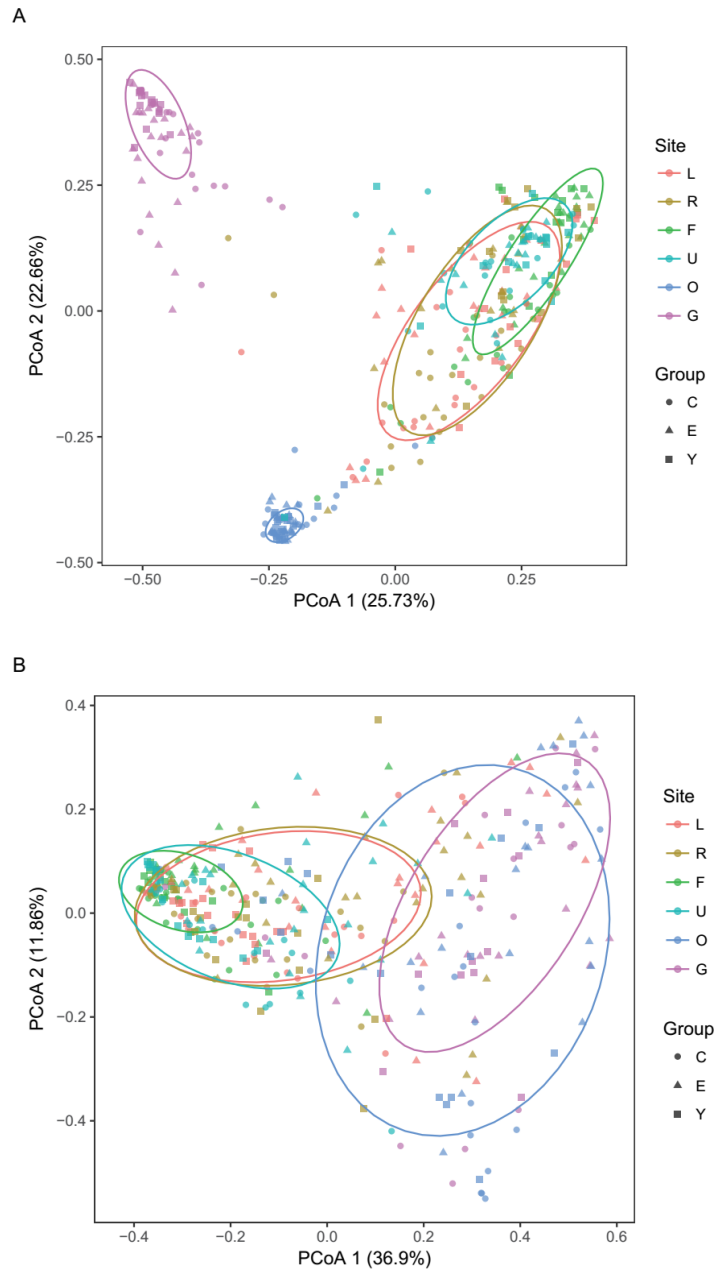 A
0.50
0.25
0.00
−0.25
−0.50
PCoA 2 (22.66%)
−0.50 −0.25 0.00 0.25
PCoA 1 (25.73%)
Site
L
R
F
U
O
G
Group
C
E
Y
B
0.4
0.2
0.0
−0.2
−0.4
PCoA 2 (11.86%)
−0.4 −0.2 0.0 0.2 0.4 0.6
PCoA 1 (36.9%)
Site
L
R
F
U
O
G
Group
C
E
Y